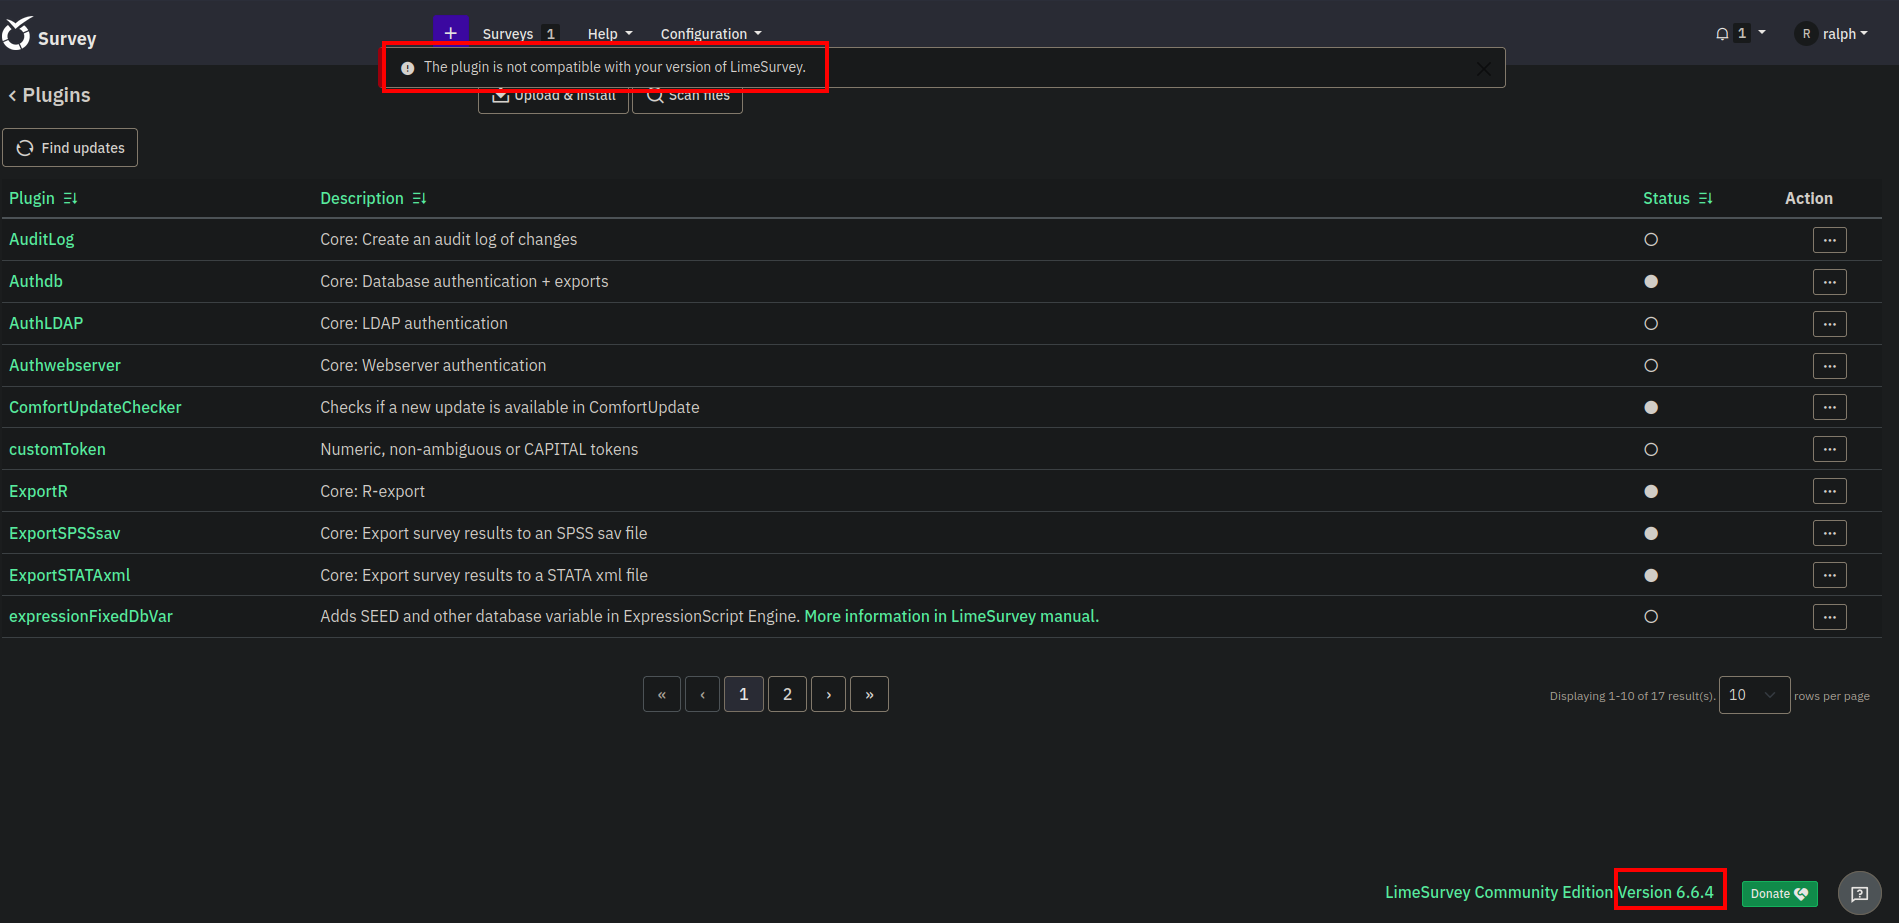 Survey
+ Surveys 1 Help Configuration
1 R ralph
The plugin is not compatible with your version of LimeSurvey.
Plugins
Upload & install Scan files
Find updates
Plugin Description Status Action
AuditLog Core: Create an audit log of changes ...
Authdb Core: Database authentication + exports ...
AuthLDAP Core: LDAP authentication ...
Authwebserver Core: Webserver authentication ...
ComfortUpdateChecker Checks if a new update is available in ComfortUpdate ...
customToken Numeric, non-ambiguous or CAPITAL tokens ...
ExportR Core: R-export ...
ExportSPSSsav Core: Export survey results to an SPSS sav file ...
ExportSTATAxml Core: Export survey results to a STATA xml file ...
expressionFixedDbVar Adds SEED and other database variable in ExpressionScript Engine. More information in LimeSurvey manual. ...
« ‹ 1 2 › » Displaying 1-10 of 17 result(s). 10 rows per page
LimeSurvey Community Edition Version 6.6.4 Donate